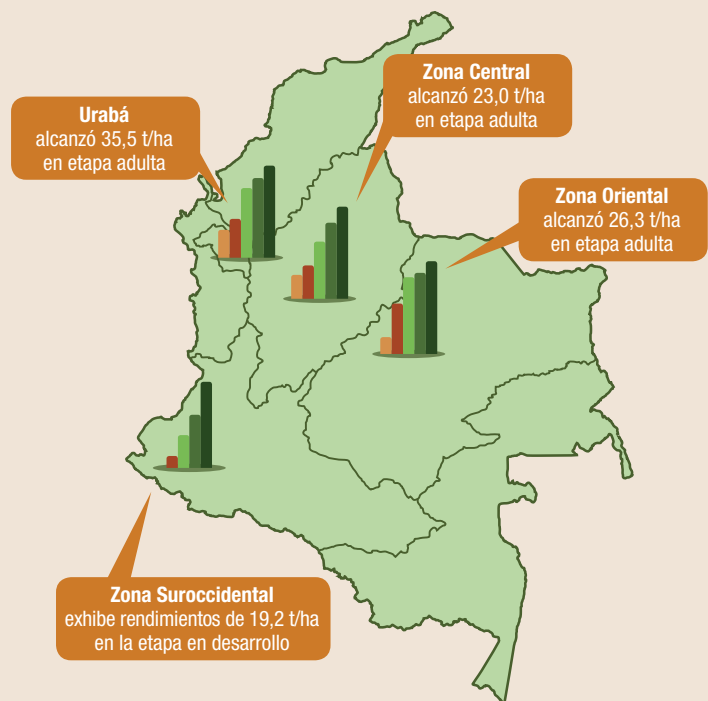 Zona Central
alcanzó 23,0 t/ha
en etapa adulta
Urabá
alcanzó 35,5 t/ha
en etapa adulta
Zona Oriental
alcanzó 26,3 t/ha
en etapa adulta
Zona Suroccidental
exhibe rendimientos de 19,2 t/ha
en la etapa en desarrollo